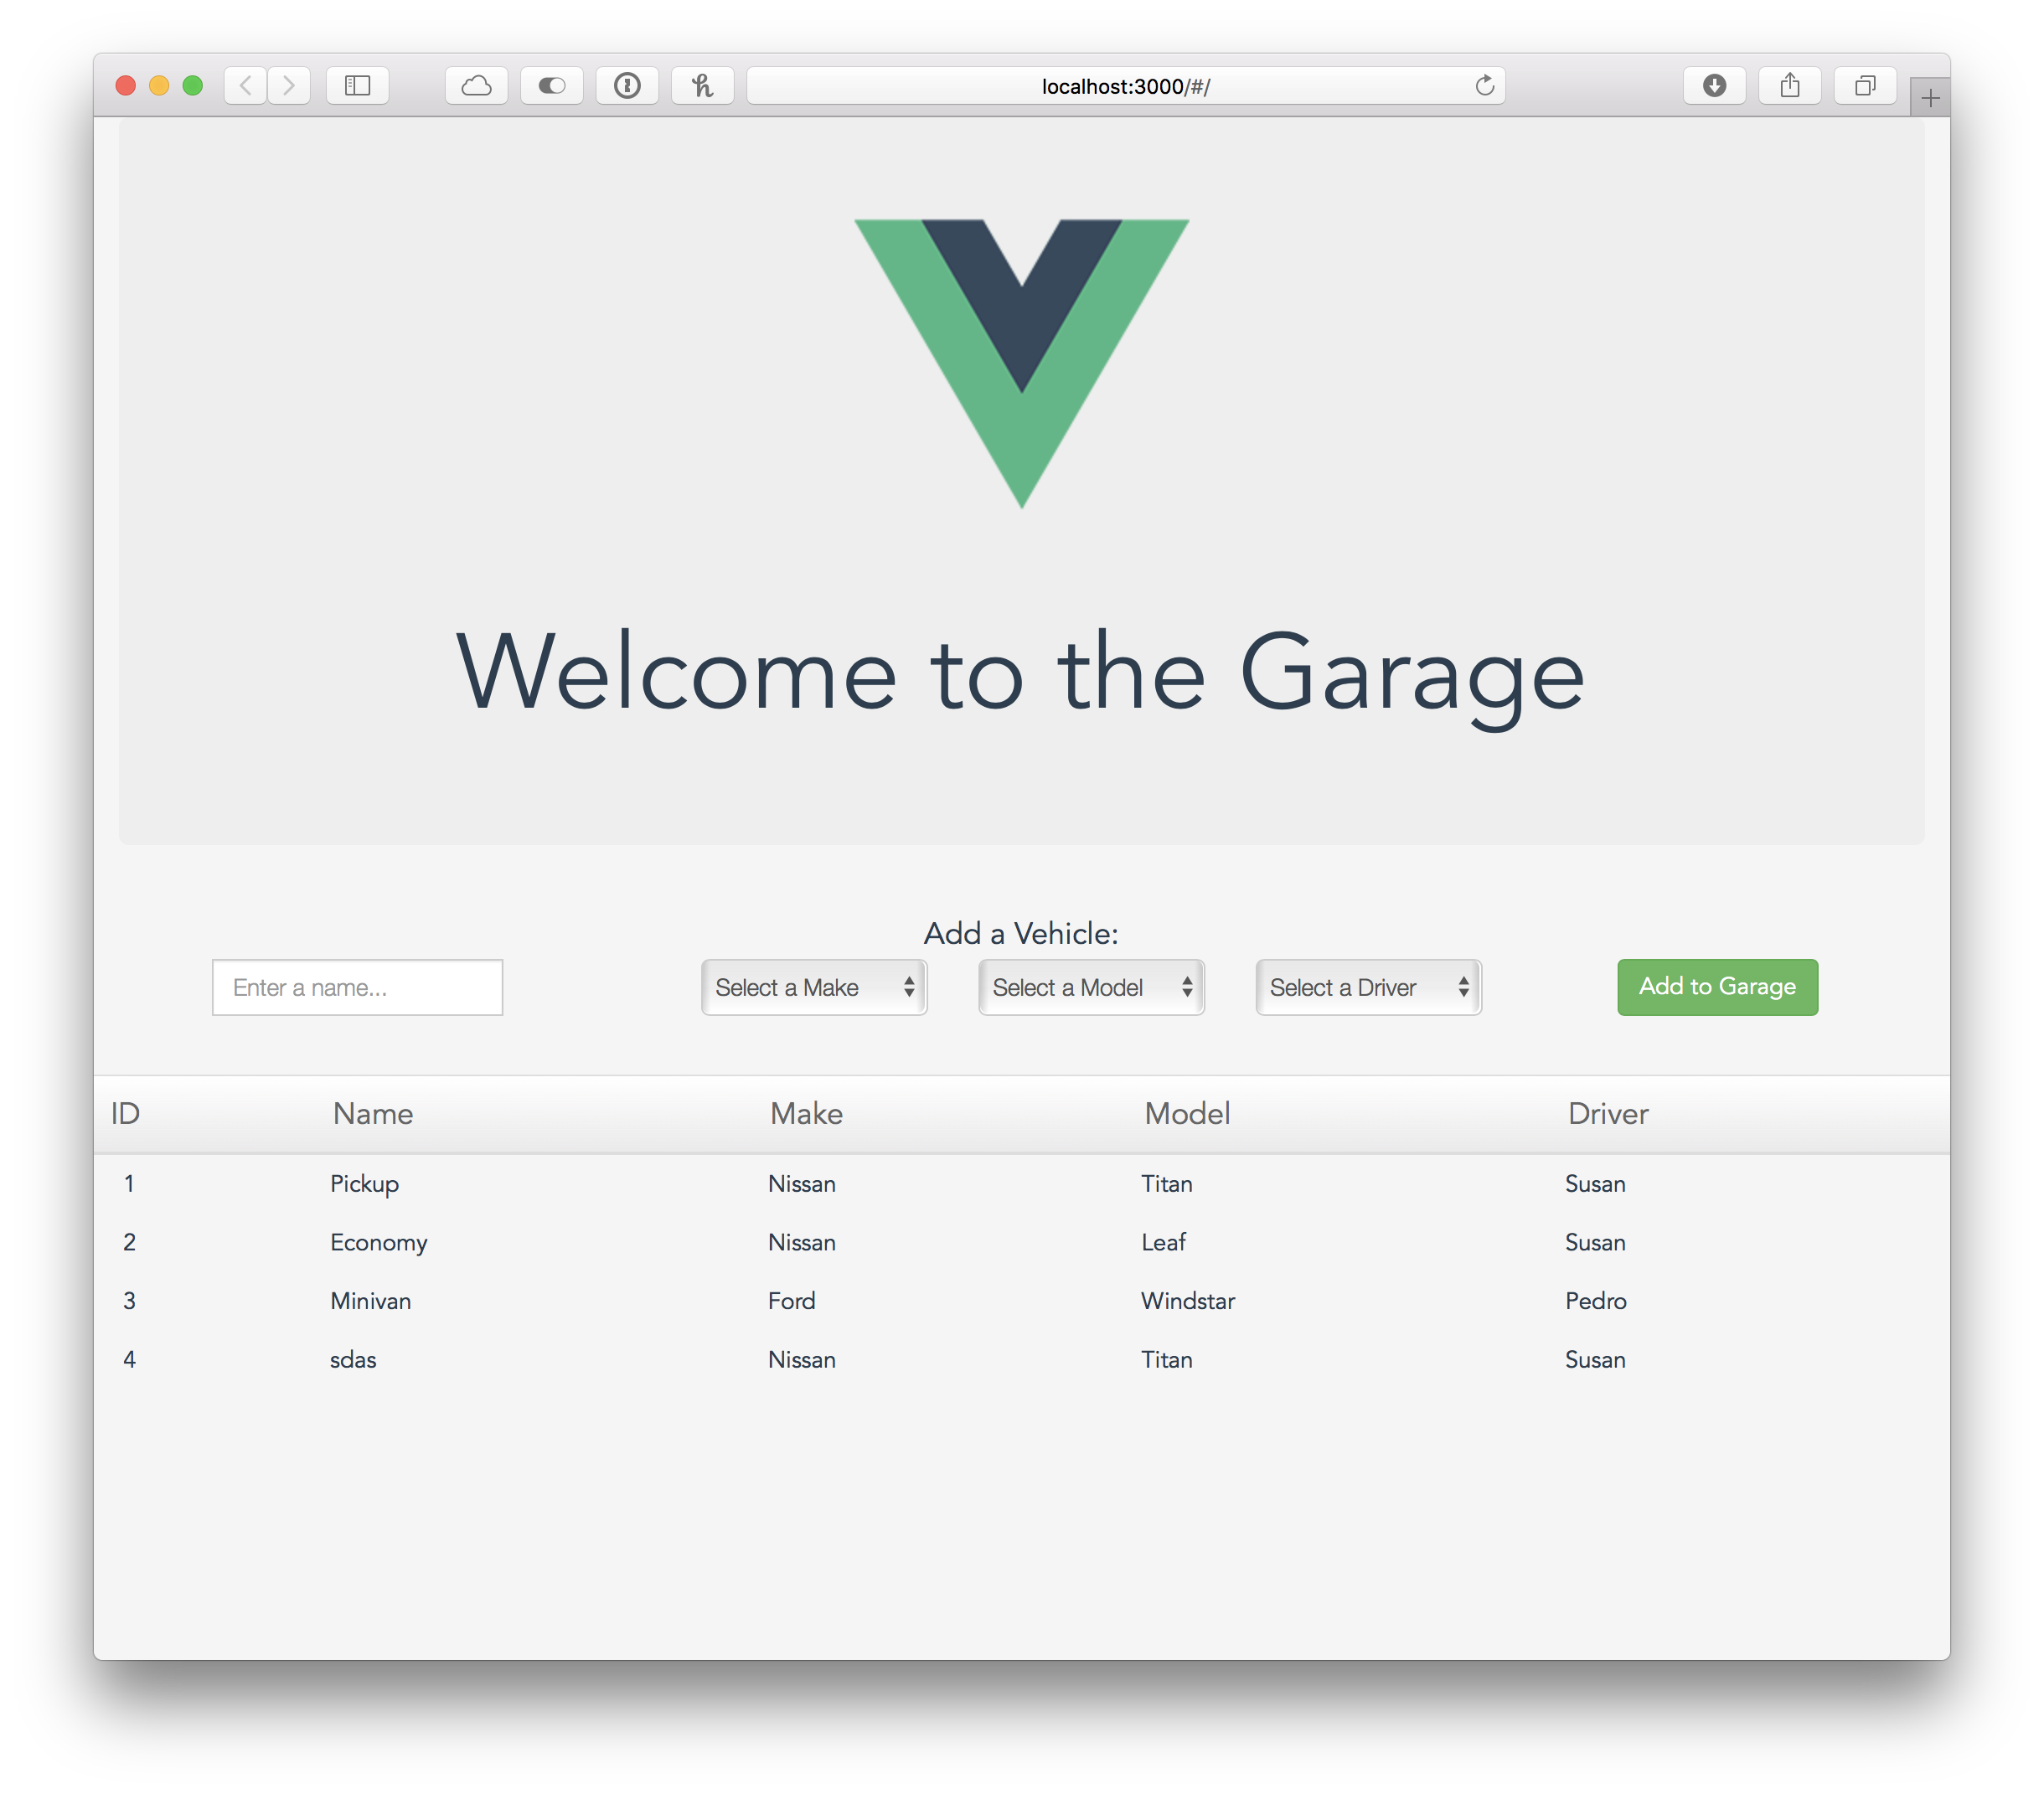 localhost:3000/#/
Welcome to the Garage
Add a Vehicle:
Enter a name... Select a Make Select a Model Select a Driver Add to Garage
ID Name Make Model Driver
1 Pickup Nissan Titan Susan
2 Economy Nissan Leaf Susan
3 Minivan Ford Windstar Pedro
4 sdas Nissan Titan Susan